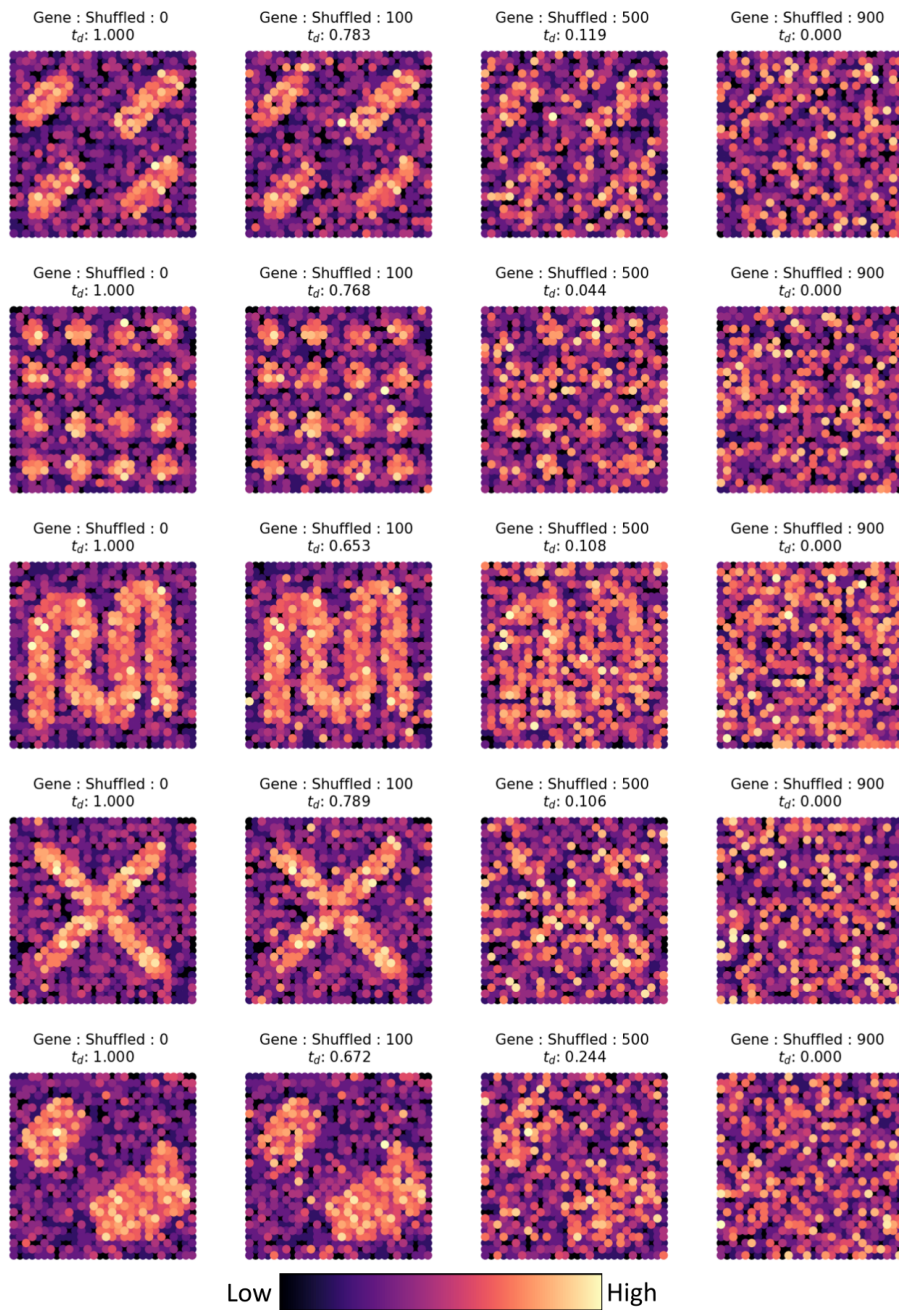 Gene : Shuffled : 0
t_d: 1.000
Gene : Shuffled : 100
t_d: 0.783
Gene : Shuffled : 500
t_d: 0.119
Gene : Shuffled : 900
t_d: 0.000
Gene : Shuffled : 0
t_d: 1.000
Gene : Shuffled : 100
t_d: 0.768
Gene : Shuffled : 500
t_d: 0.044
Gene : Shuffled : 900
t_d: 0.000
Gene : Shuffled : 0
t_d: 1.000
Gene : Shuffled : 100
t_d: 0.653
Gene : Shuffled : 500
t_d: 0.108
Gene : Shuffled : 900
t_d: 0.000
Gene : Shuffled : 0
t_d: 1.000
Gene : Shuffled : 100
t_d: 0.789
Gene : Shuffled : 500
t_d: 0.106
Gene : Shuffled : 900
t_d: 0.000
Gene : Shuffled : 0
t_d: 1.000
Gene : Shuffled : 100
t_d: 0.672
Gene : Shuffled : 500
t_d: 0.244
Gene : Shuffled : 900
t_d: 0.000
Low High